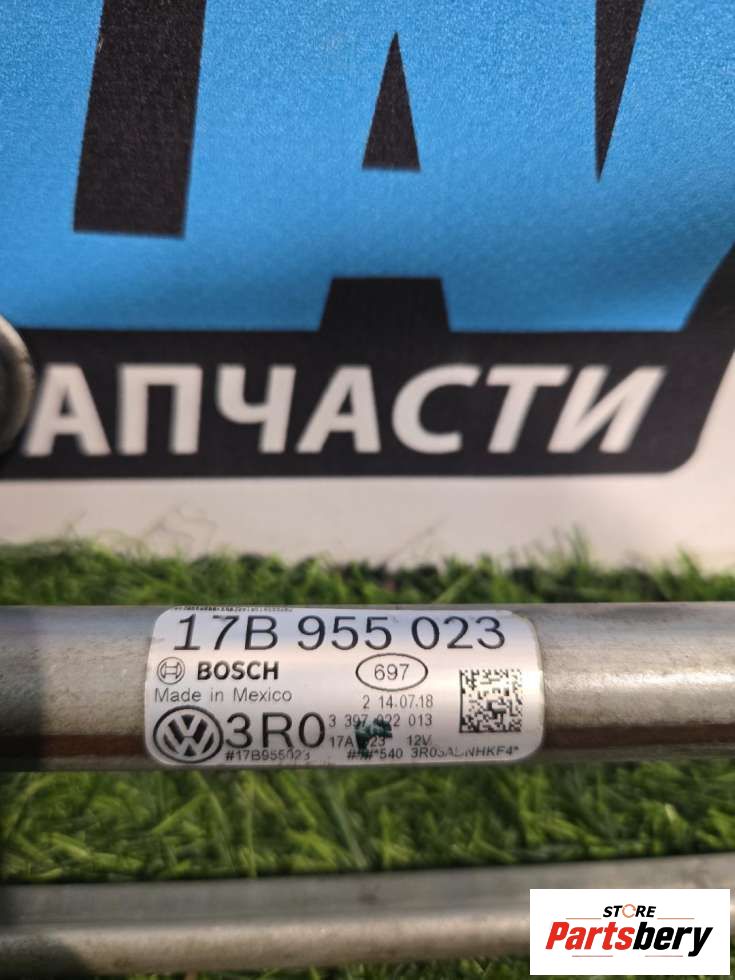 АПЧАСТИ
17B 955 023
BOSCH
697
Made in Mexico
2 14.07.18
3R0
3 397 022 013
12V
#17B955023
STORE
Partsbery